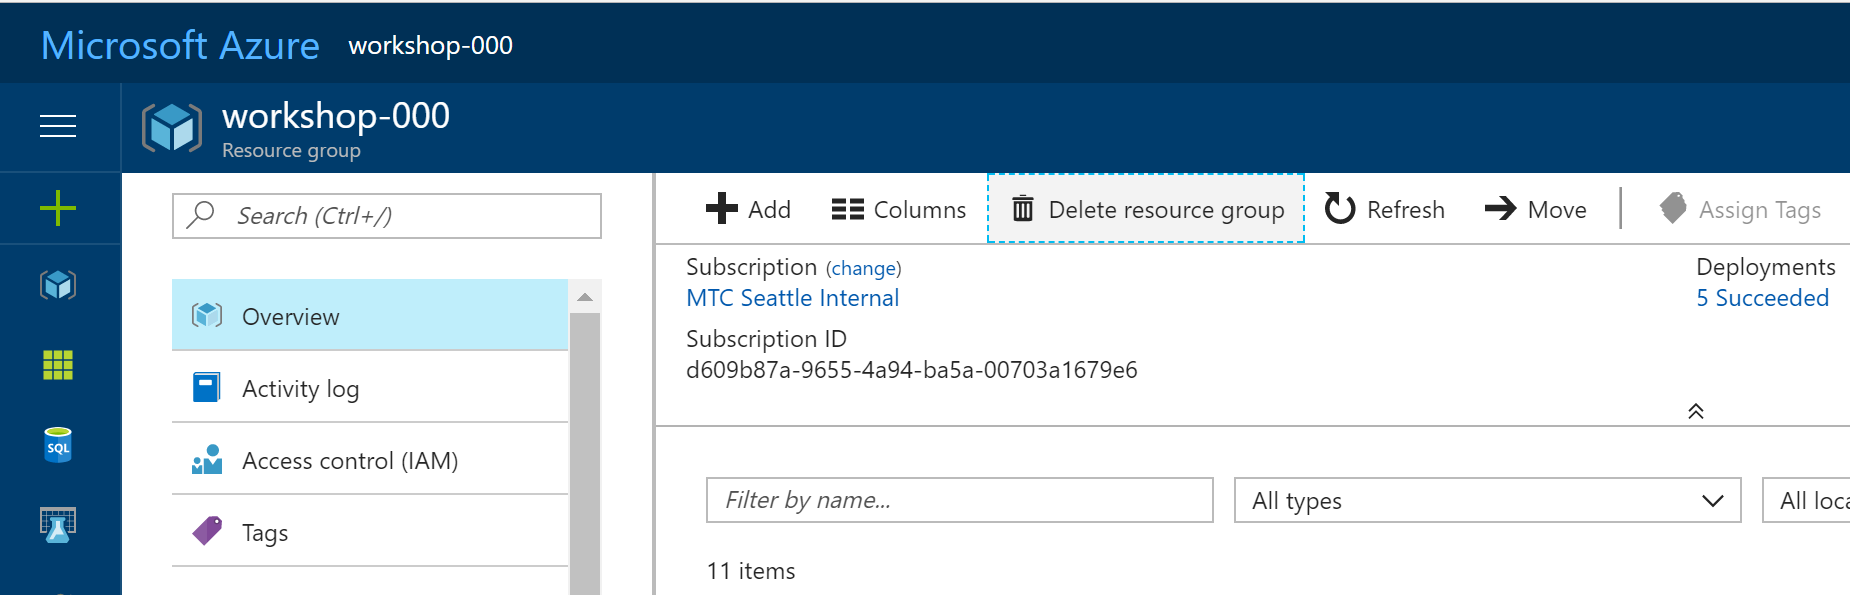 Microsoft Azure workshop-000
workshop-000
Resource group
Search (Ctrl+/)
Overview
Activity log
SQL
Access control (IAM)
Tags
Add Columns Delete resource group Refresh Move Assign Tags
Subscription (change)
MTC Seattle Internal
Subscription ID
d609b87a-9655-4a94-ba5a-00703a1679e6
Deployments
5 Succeeded
Filter by name... All types All loca
11 items